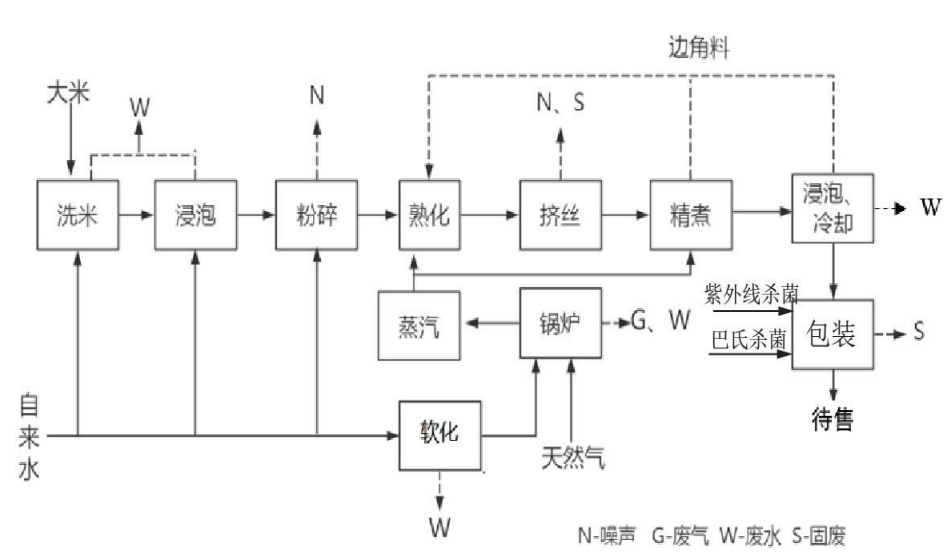 边角料
大米
W
N
N、S
洗米
浸泡
粉碎
熟化
挤丝
精煮
浸泡、
冷却
W
蒸汽
锅炉
G、W
紫外线杀菌
巴氏杀菌
包装
S
待售
自来水
软化
天然气
W
N-噪声 G-废气 W-废水 S-固废